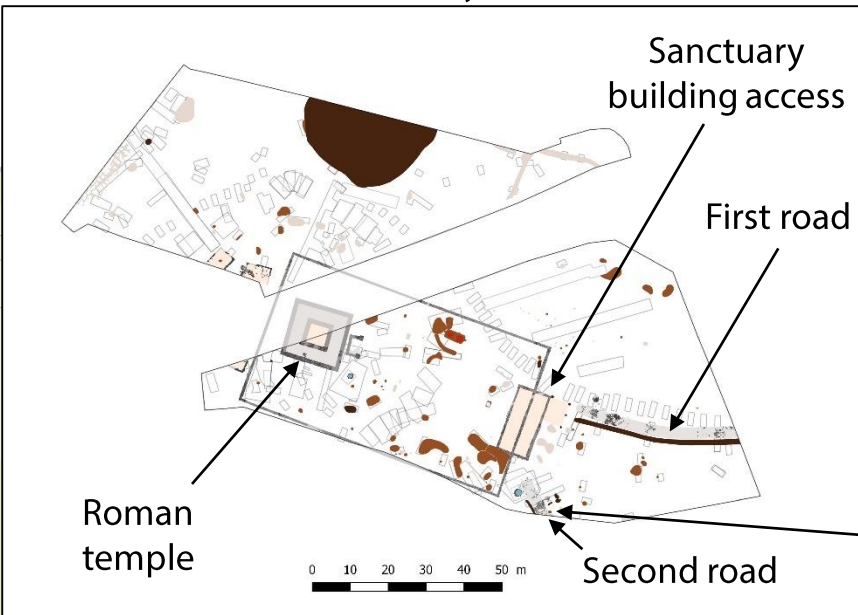 Sanctuary
building access
First road
Roman
temple
0 10 20 30 40 50 m
Second road